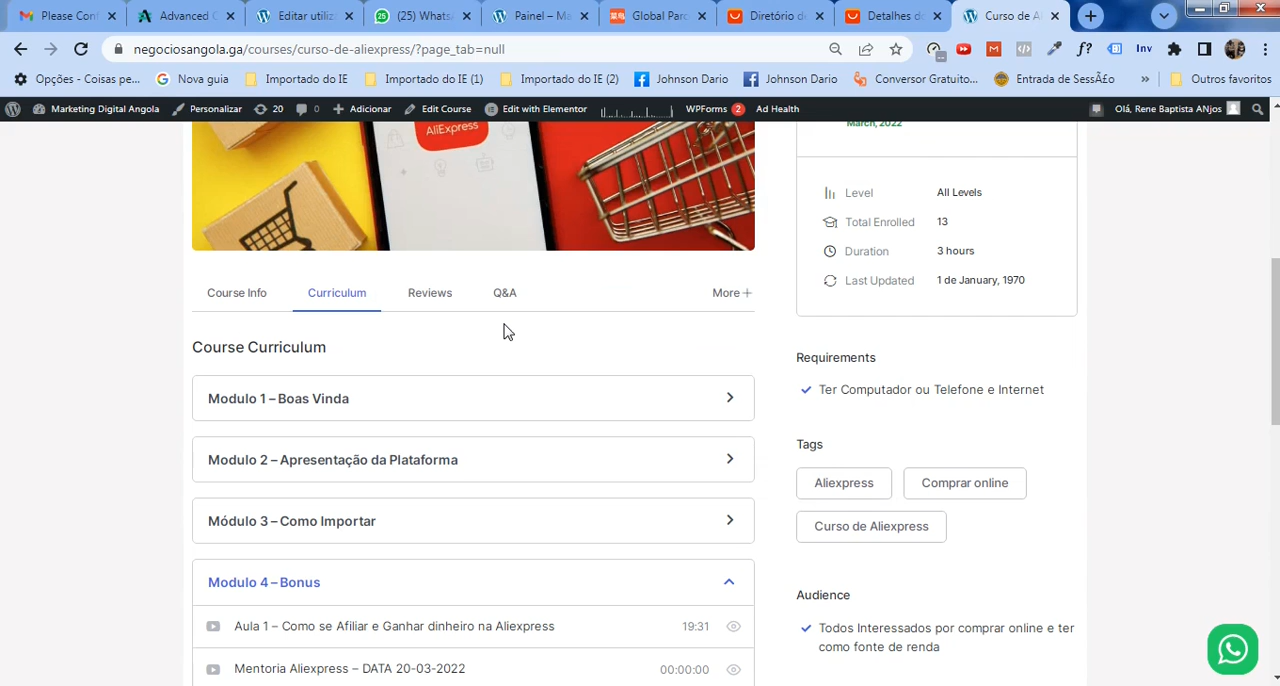 Please Conf
Advanced C
Editar utiliz
(25) Whats
Painel – Ma
Global Parc
Diretório d
Detalhes d
Curso de A
negociosangola.ga/courses/curso-de-aliexpress/?page_tab=null
Inv
Opções - Coisas pe...
Nova guia
Importado do IE
Importado do IE (1)
Importado do IE (2)
Johnson Dario
Johnson Dario
Conversor Gratuito...
Entrada de SessÃ£o
»
Outros favoritos
Marketing Digital Angola
Personalizar
20
0
Adicionar
Edit Course
Edit with Elementor
WPForms 2
Ad Health
Olá, Rene Baptista ANjos
AliExpress
March, 2022
Level All Levels
Total Enrolled 13
Duration 3 hours
Last Updated 1 de January, 1970
Course Info
Curriculum
Reviews
Q&A
More +
Course Curriculum
Modulo 1 – Boas Vinda
Modulo 2 – Apresentação da Plataforma
Módulo 3 – Como Importar
Modulo 4 – Bonus
Aula 1 – Como se Afiliar e Ganhar dinheiro na Aliexpress 19:31
Mentoria Aliexpress – DATA 20-03-2022 00:00:00
Requirements
Ter Computador ou Telefone e Internet
Tags
Aliexpress
Comprar online
Curso de Aliexpress
Audience
Todos Interessados por comprar online e ter
como fonte de renda